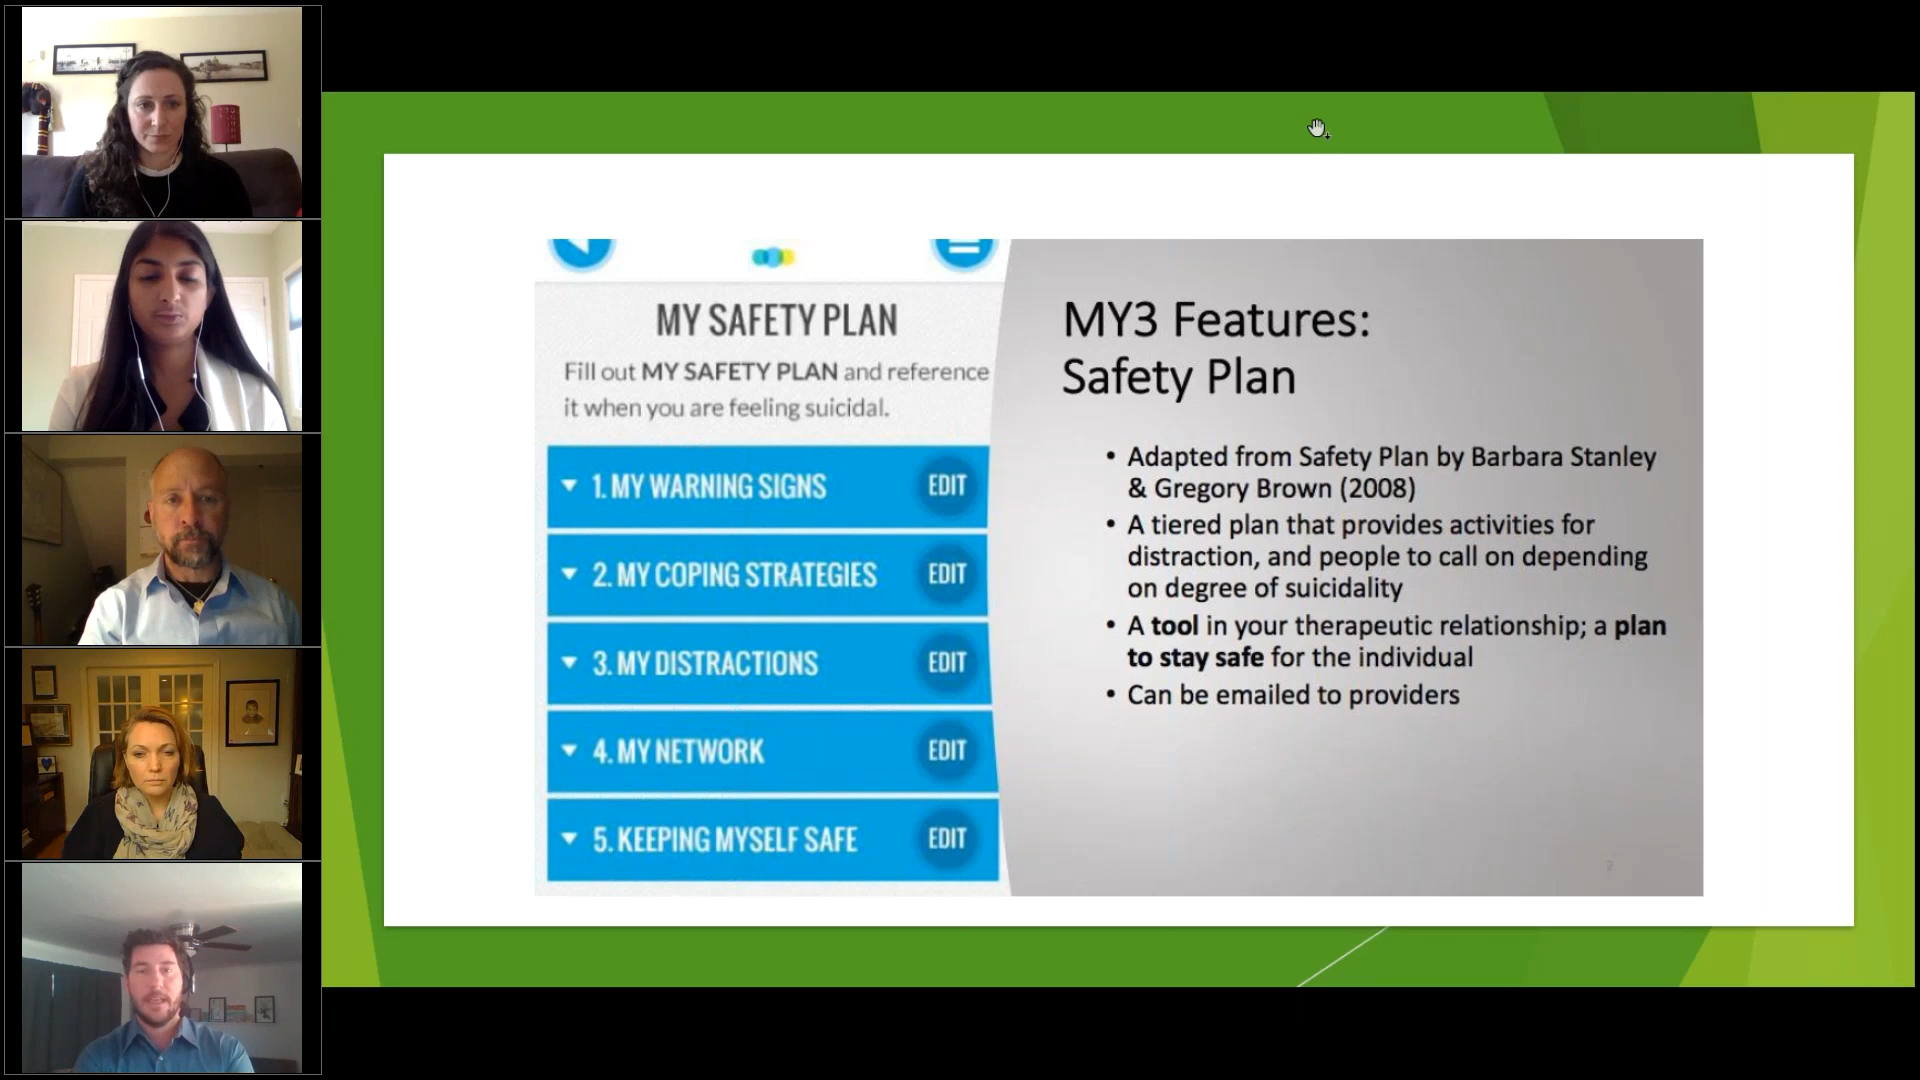 MY SAFETY PLAN
Fill out MY SAFETY PLAN and reference
it when you are feeling suicidal.
1. MY WARNING SIGNS EDIT
2. MY COPING STRATEGIES EDIT
3. MY DISTRACTIONS EDIT
4. MY NETWORK EDIT
5. KEEPING MYSELF SAFE EDIT
MY3 Features:
Safety Plan
• Adapted from Safety Plan by Barbara Stanley
& Gregory Brown (2008)
• A tiered plan that provides activities for
distraction, and people to call on depending
on degree of suicidality
• A tool in your therapeutic relationship; a plan
to stay safe for the individual
• Can be emailed to providers